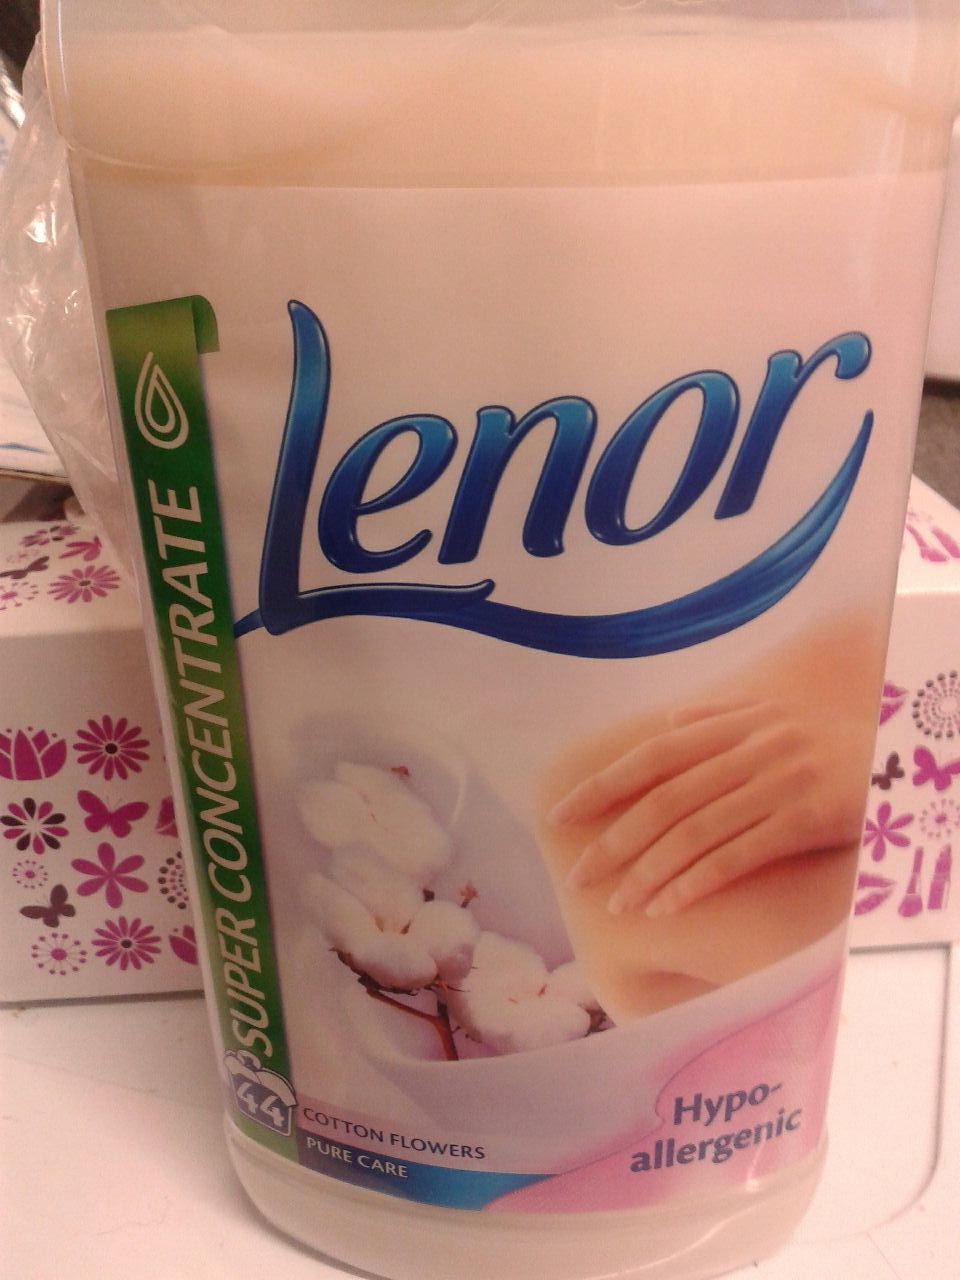 Lenor
SUPER CONCENTRATE
44
COTTON FLOWERS
PURE CARE
Hypo-
allergenic